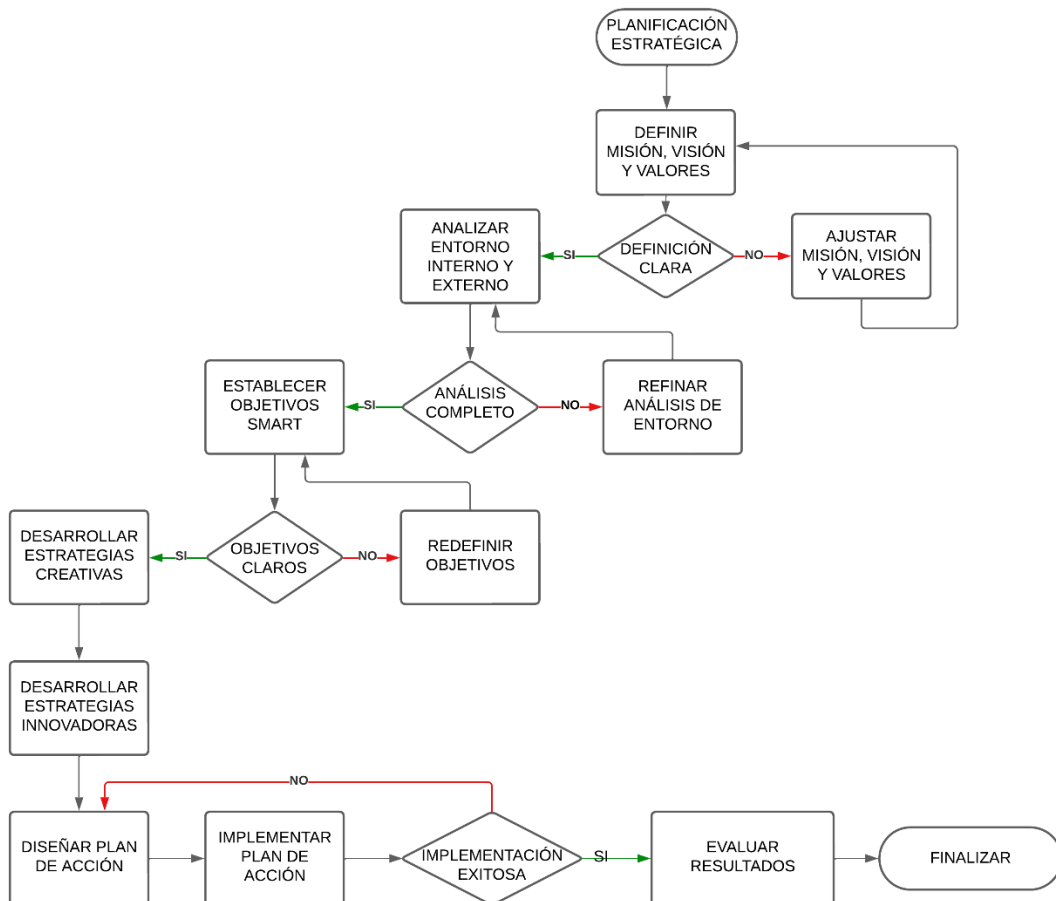 PLANIFICACIÓN
ESTRATÉGICA
DEFINIR
MISIÓN, VISIÓN
Y VALORES
ANALIZAR
ENTORNO
INTERNO Y
EXTERNO
SI
DEFINICIÓN
CLARA
NO
AJUSTAR
MISIÓN, VISIÓN
Y VALORES
ESTABLECER
OBJETIVOS
SMART
SI
ANÁLISIS
COMPLETO
NO
REFINAR
ANÁLISIS DE
ENTORNO
DESARROLLAR
ESTRATEGIAS
CREATIVAS
SI
OBJETIVOS
CLAROS
NO
REDEFINIR
OBJETIVOS
DESARROLLAR
ESTRATEGIAS
INNOVADORAS
NO
DISEÑAR PLAN
DE ACCIÓN
IMPLEMENTAR
PLAN DE
ACCIÓN
IMPLEMENTACIÓN
EXITOSA
SI
EVALUAR
RESULTADOS
FINALIZAR